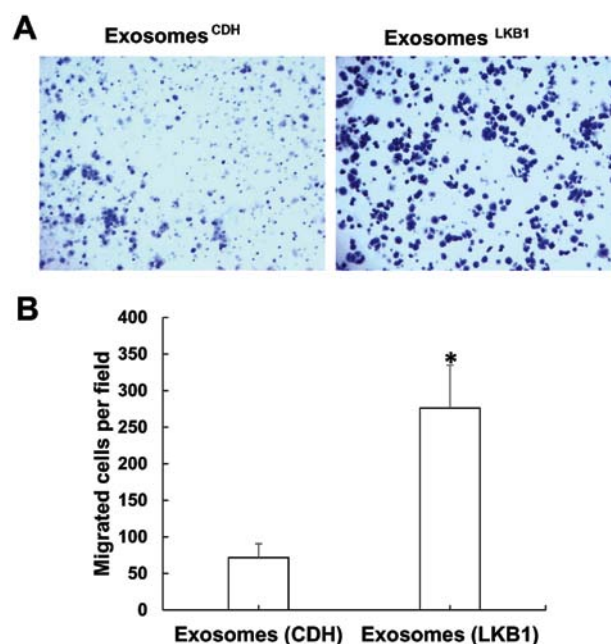 A
Exosomes CDH
Exosomes LKB1
B
Migrated cells per field
400
350
300
250
200
150
100
50
0
*
Exosomes (CDH)
Exosomes (LKB1)